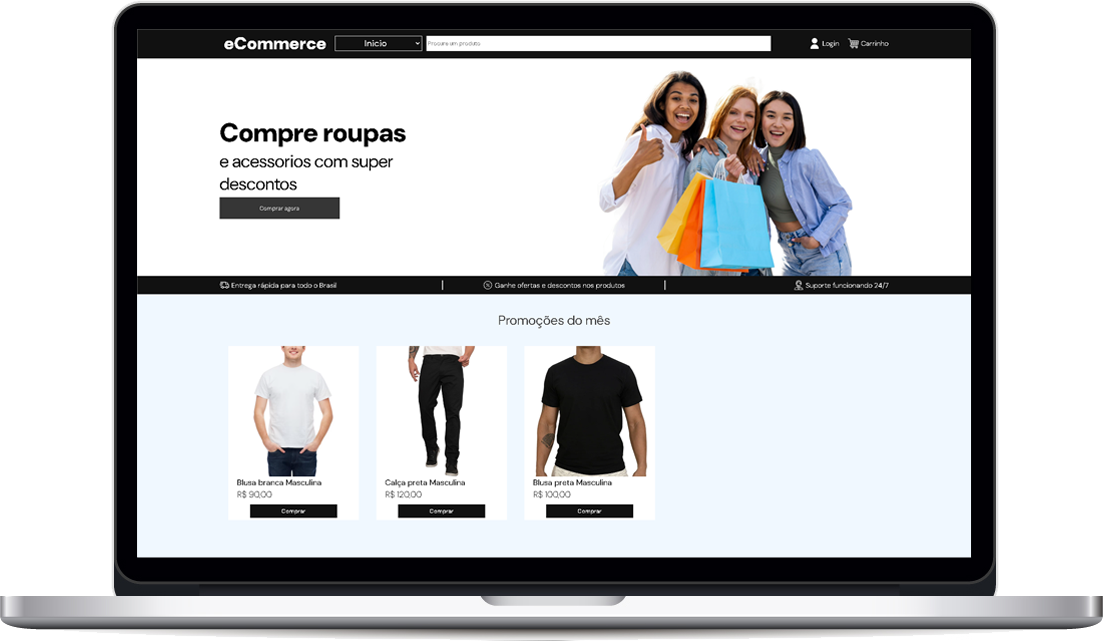 eCommerce Inicio Procure um produto Login Carrinho
Compre roupas
e acessorios com super
descontos
Comprar agora
Entrega rápida para todo o Brasil | Ganhe ofertas e descontos nos produtos | Suporte funcionando 24/7
Promoções do mês
Blusa branca Masculina
R$ 90,00
Comprar
Calça preta Masculina
R$ 120,00
Comprar
Blusa preta Masculina
R$ 100,00
Comprar